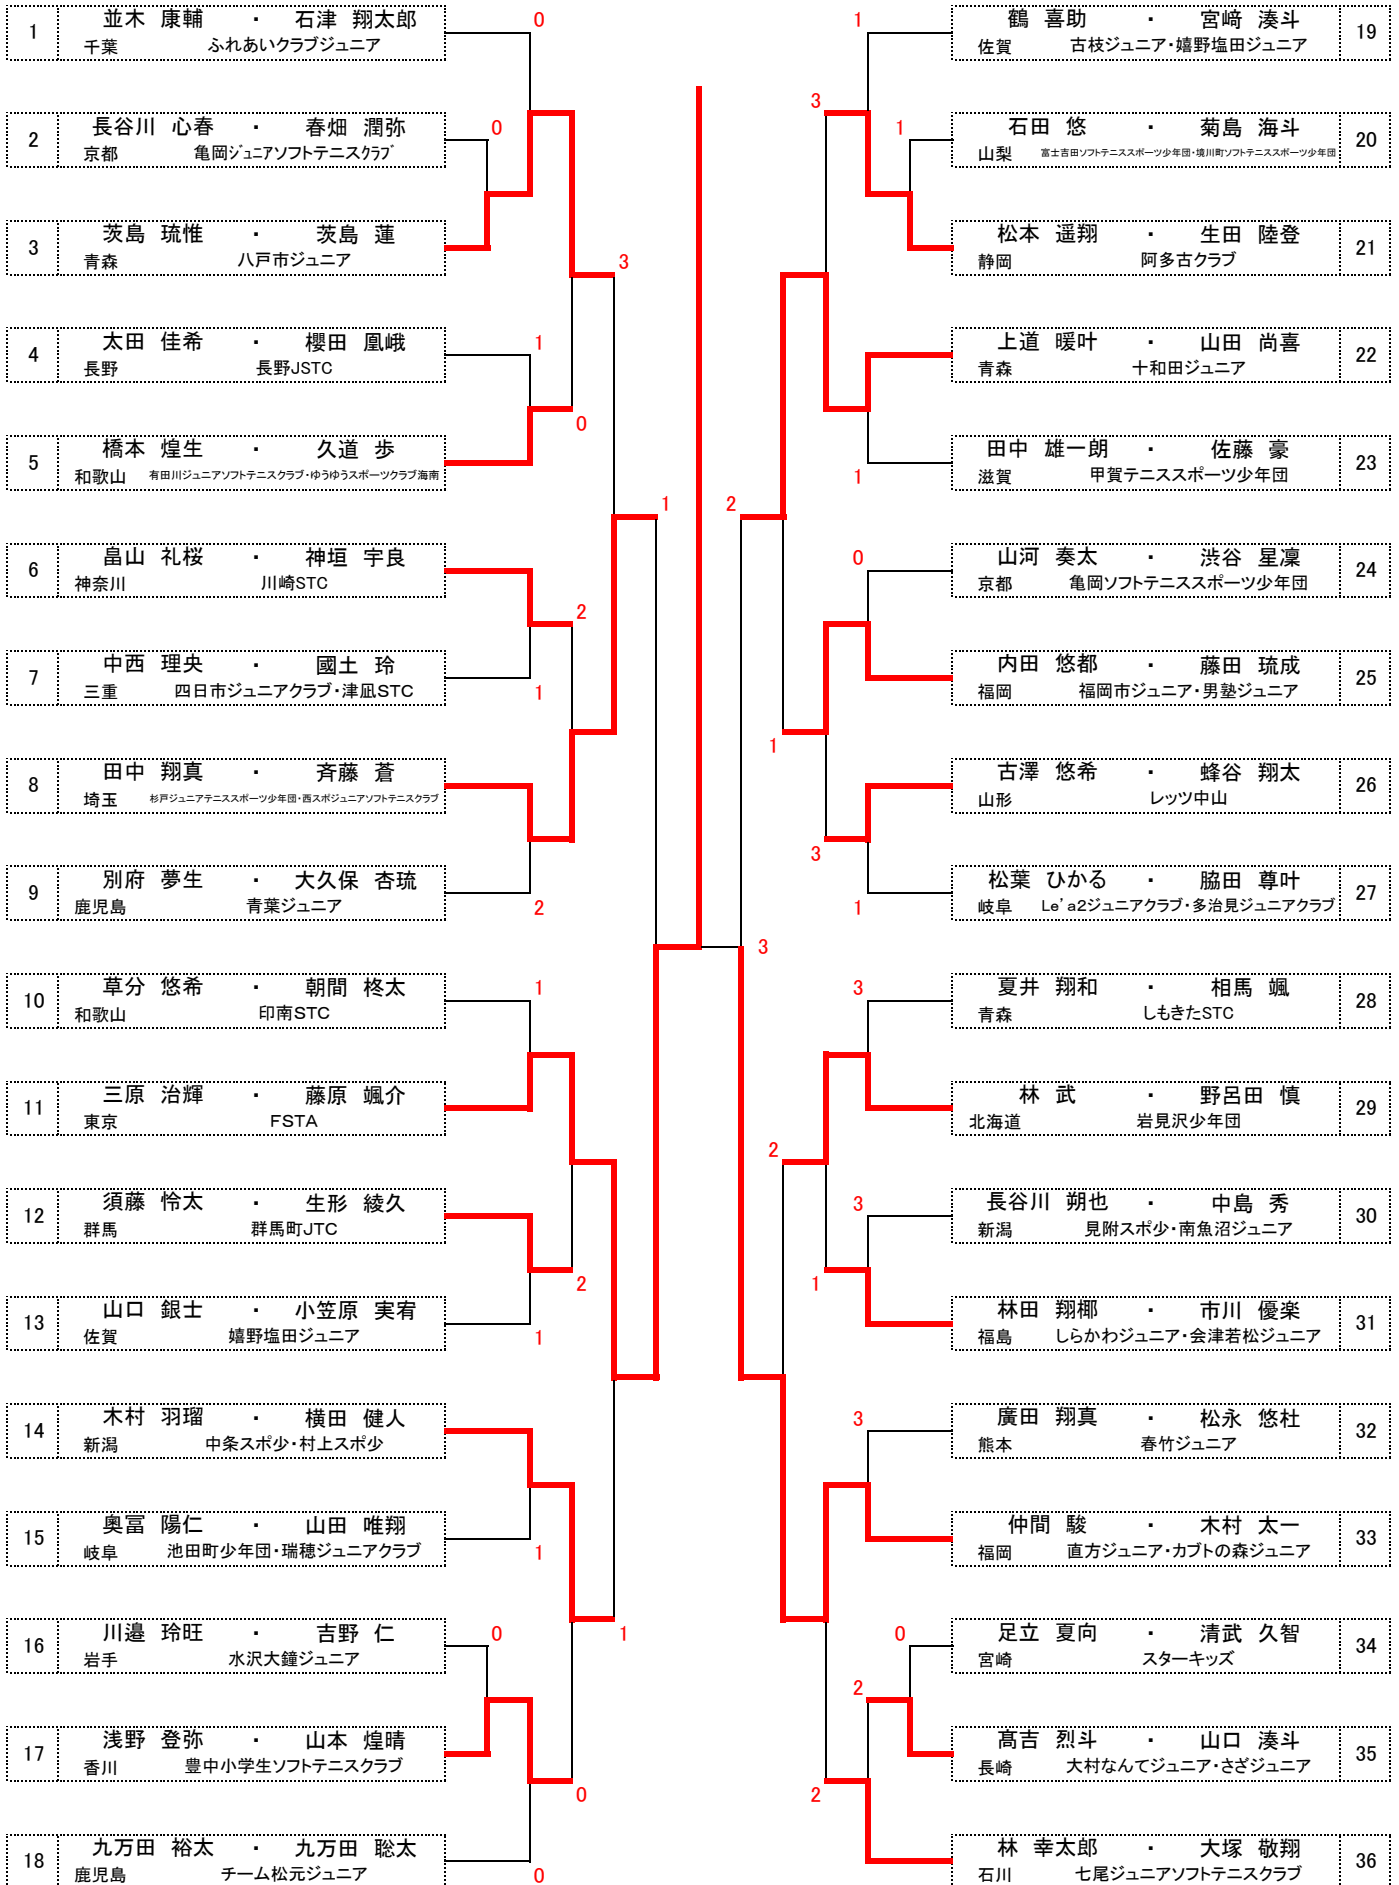 1 並木 康輔 ・ 石津 翔太郎
千葉 ふれあいクラブジュニア
0
2 長谷川 心春 ・ 春畑 潤弥
京都 亀岡ジュニアソフトテニスクラブ
0
3 茨島 琉惟 ・ 茨島 蓮
青森 八戸市ジュニア
3
4 太田 佳希 ・ 櫻田 凰峨
長野 長野JSTC
1
5 橋本 煌生 ・ 久道 歩
和歌山 有田川ジュニアソフトテニスクラブ・ゆうゆうスポーツクラブ海南
0
1
6 畠山 礼桜 ・ 神垣 宇良
神奈川 川崎STC
2
7 中西 理央 ・ 國土 玲
三重 四日市ジュニアクラブ・津凪STC
1
8 田中 翔真 ・ 斉藤 蒼
埼玉 杉戸ジュニアテニススポーツ少年団・西スポジュニアソフトテニスクラブ
9 別府 夢生 ・ 大久保 杏琉
鹿児島 青葉ジュニア
2
10 草分 悠希 ・ 朝間 柊太
和歌山 印南STC
1
11 三原 治輝 ・ 藤原 颯介
東京 FSTA
12 須藤 怜太 ・ 生形 綾久
群馬 群馬町JTC
2
13 山口 銀士 ・ 小笠原 実宥
佐賀 嬉野塩田ジュニア
1
14 木村 羽瑠 ・ 横田 健人
新潟 中条スポ少・村上スポ少
15 奥冨 陽仁 ・ 山田 唯翔
岐阜 池田町少年団・瑞穂ジュニアクラブ
1
16 川邉 玲旺 ・ 吉野 仁
岩手 水沢大鐘ジュニア
0
1
17 浅野 登弥 ・ 山本 煌晴
香川 豊中小学生ソフトテニスクラブ
0
18 九万田 裕太 ・ 九万田 聡太
鹿児島 チーム松元ジュニア
0
1
鶴 喜助 ・ 宮﨑 湊斗 19
佐賀 古枝ジュニア・嬉野塩田ジュニア
3
1
石田 悠 ・ 菊島 海斗 20
山梨 富士吉田ソフトテニススポーツ少年団・境川町ソフトテニススポーツ少年団
松本 遥翔 ・ 生田 陸登 21
静岡 阿多古クラブ
上道 暖叶 ・ 山田 尚喜 22
青森 十和田ジュニア
田中 雄一朗 ・ 佐藤 豪 23
滋賀 甲賀テニススポーツ少年団
1
2
0
山河 奏太 ・ 渋谷 星凜 24
京都 亀岡ソフトテニススポーツ少年団
内田 悠都 ・ 藤田 琉成 25
福岡 福岡市ジュニア・男塾ジュニア
1
古澤 悠希 ・ 蜂谷 翔太 26
山形 レッツ中山
3
松葉 ひかる ・ 脇田 尊叶 27
岐阜 Le'a2ジュニアクラブ・多治見ジュニアクラブ
1
3
3
夏井 翔和 ・ 相馬 颯 28
青森 しもきたSTC
林 武 ・ 野呂田 慎 29
北海道 岩見沢少年団
2
3
長谷川 朔也 ・ 中島 秀 30
新潟 見附スポ少・南魚沼ジュニア
1
林田 翔梛 ・ 市川 優楽 31
福島 しらかわジュニア・会津若松ジュニア
3
廣田 翔真 ・ 松永 悠杜 32
熊本 春竹ジュニア
仲間 駿 ・ 木村 太一 33
福岡 直方ジュニア・カブトの森ジュニア
0
足立 夏向 ・ 清武 久智 34
宮崎 スターキッズ
2
髙吉 烈斗 ・ 山口 湊斗 35
長崎 大村なんてジュニア・さざジュニア
2
林 幸太郎 ・ 大塚 敬翔 36
石川 七尾ジュニアソフトテニスクラブ